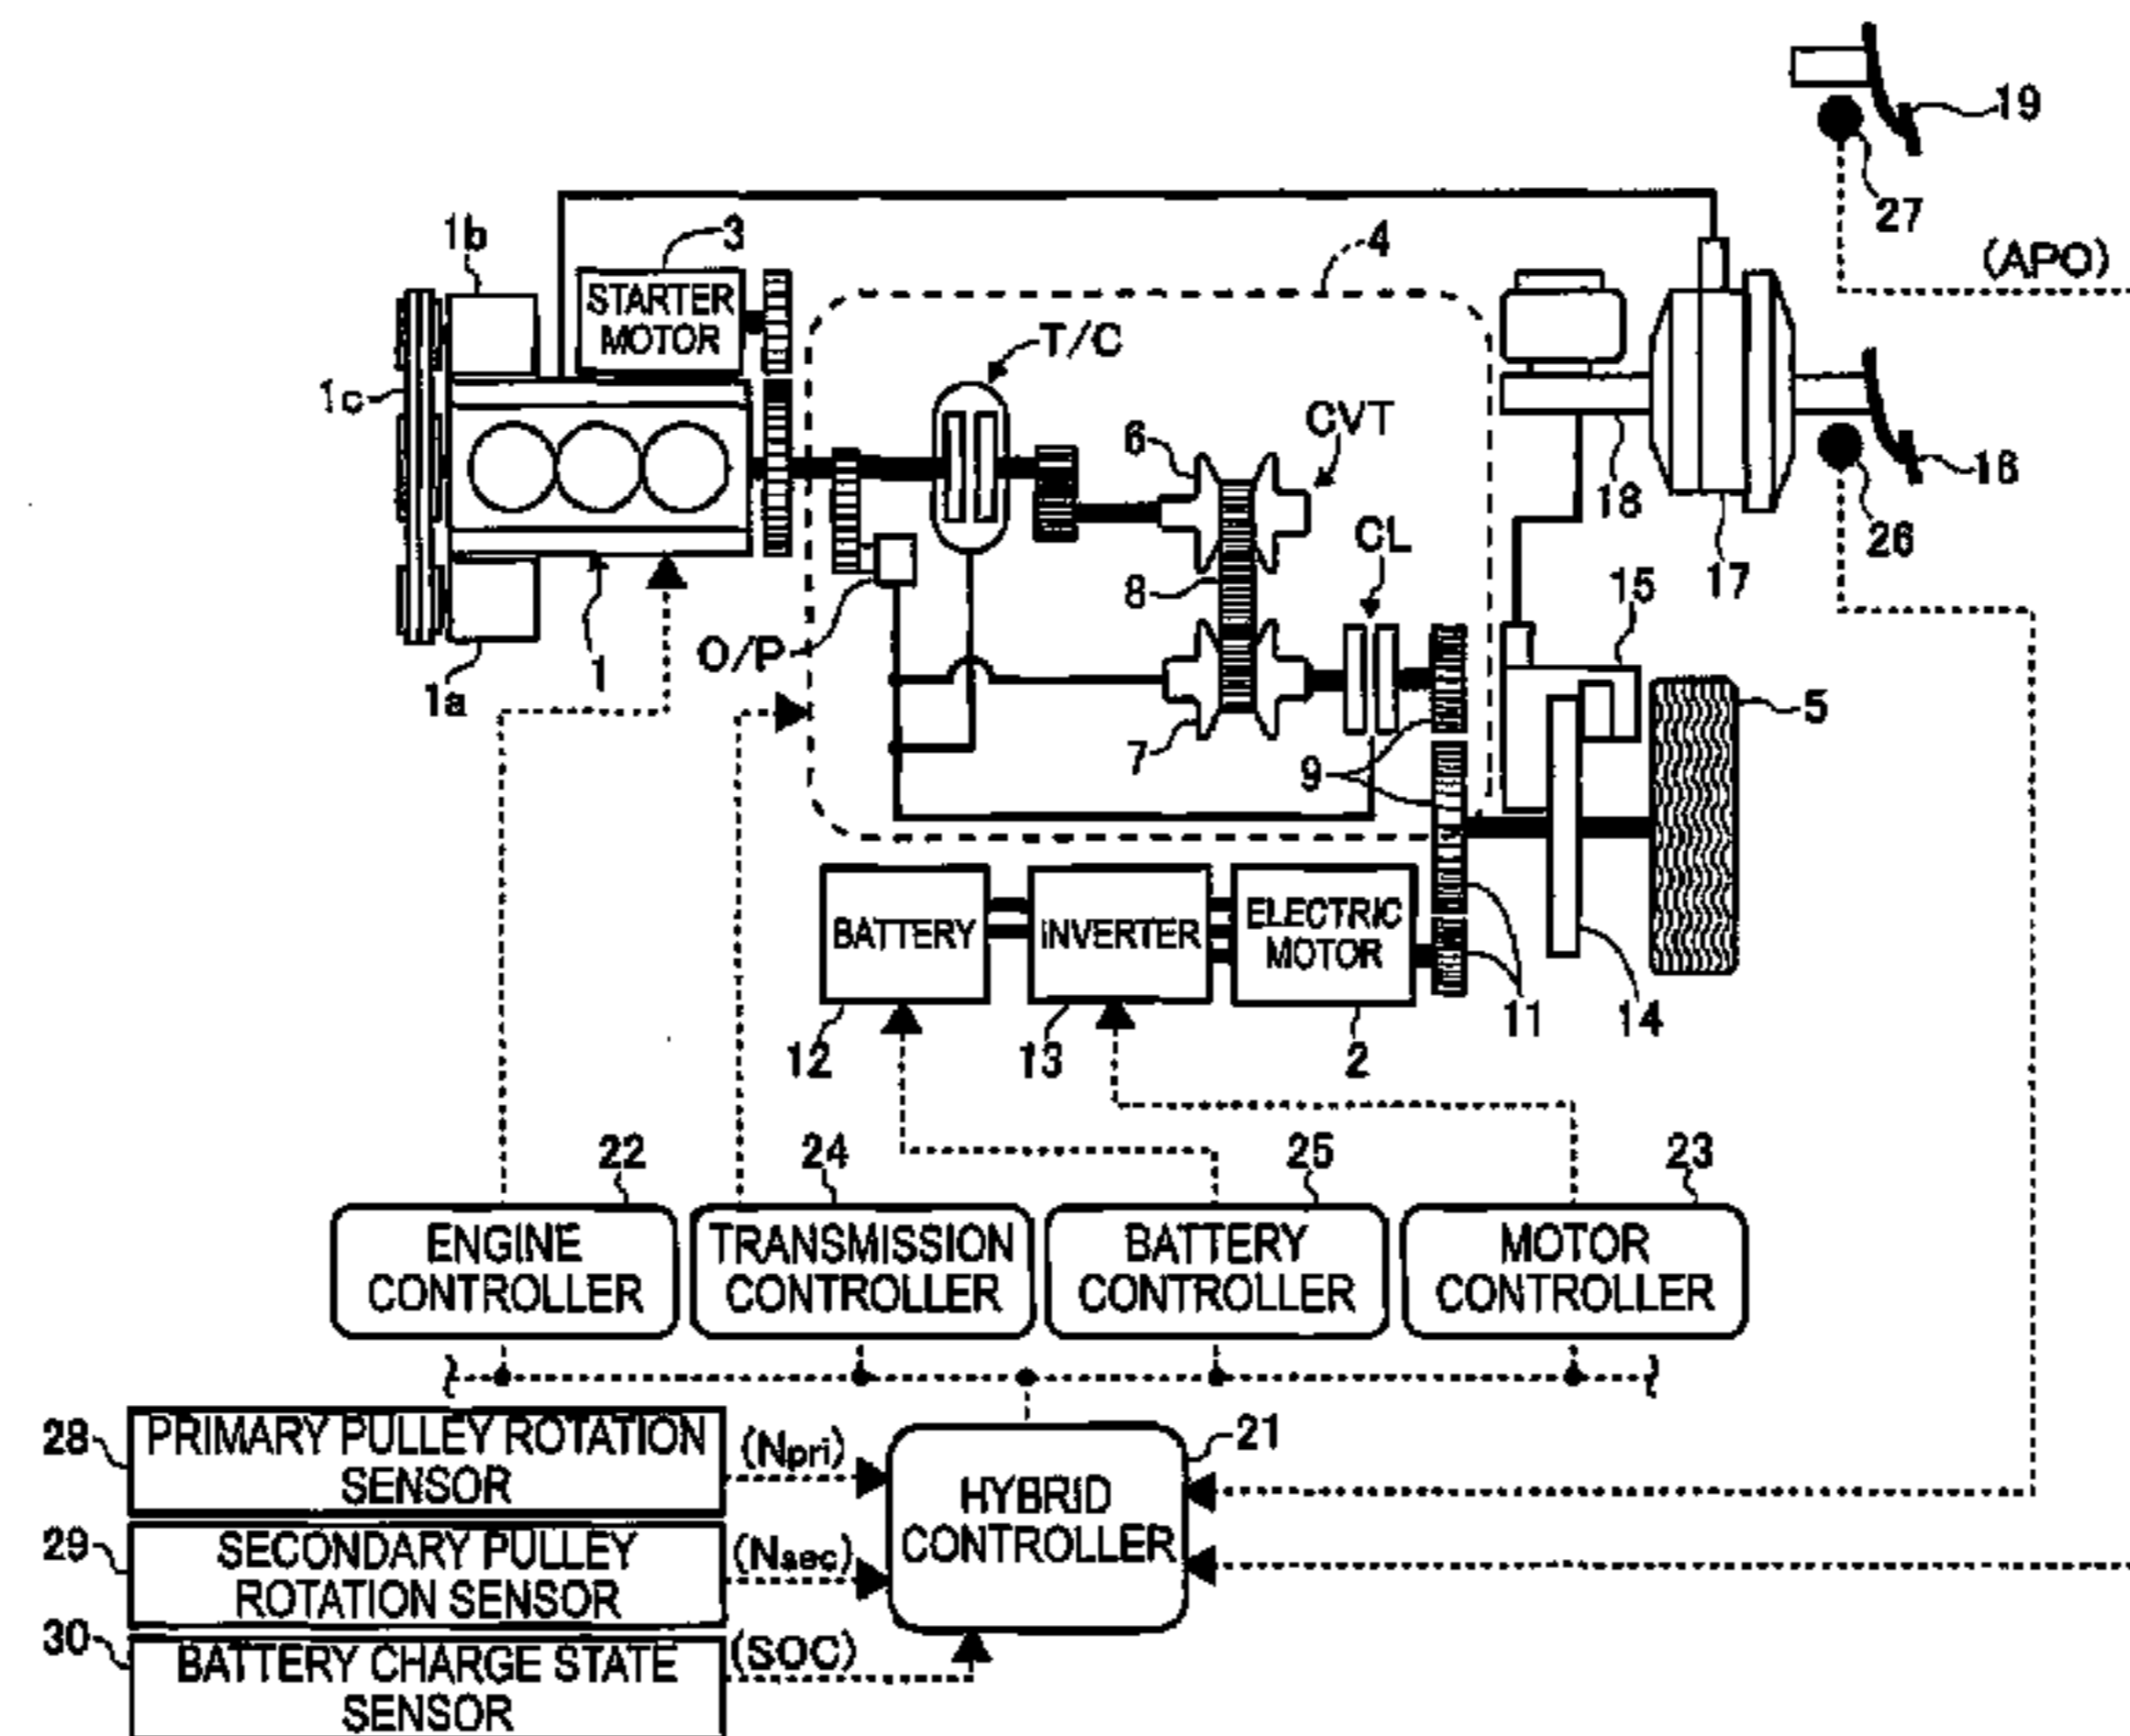 19
27
(APO)
1b
3
4
STARTER
MOTOR
T/C
1c
6
CVT
18
16
26
17
CL
8
15
O/P
1
1a
7
9
5
BATTERY
INVERTER
ELECTRIC
MOTOR
12
13
2
11
14
22
24
25
23
ENGINE
CONTROLLER
TRANSMISSION
CONTROLLER
BATTERY
CONTROLLER
MOTOR
CONTROLLER
28
PRIMARY PULLEY ROTATION
SENSOR
(Npri)
21
HYBRID
CONTROLLER
29
SECONDARY PULLEY
ROTATION SENSOR
(Nsec)
30
BATTERY CHARGE STATE
SENSOR
(SOC)